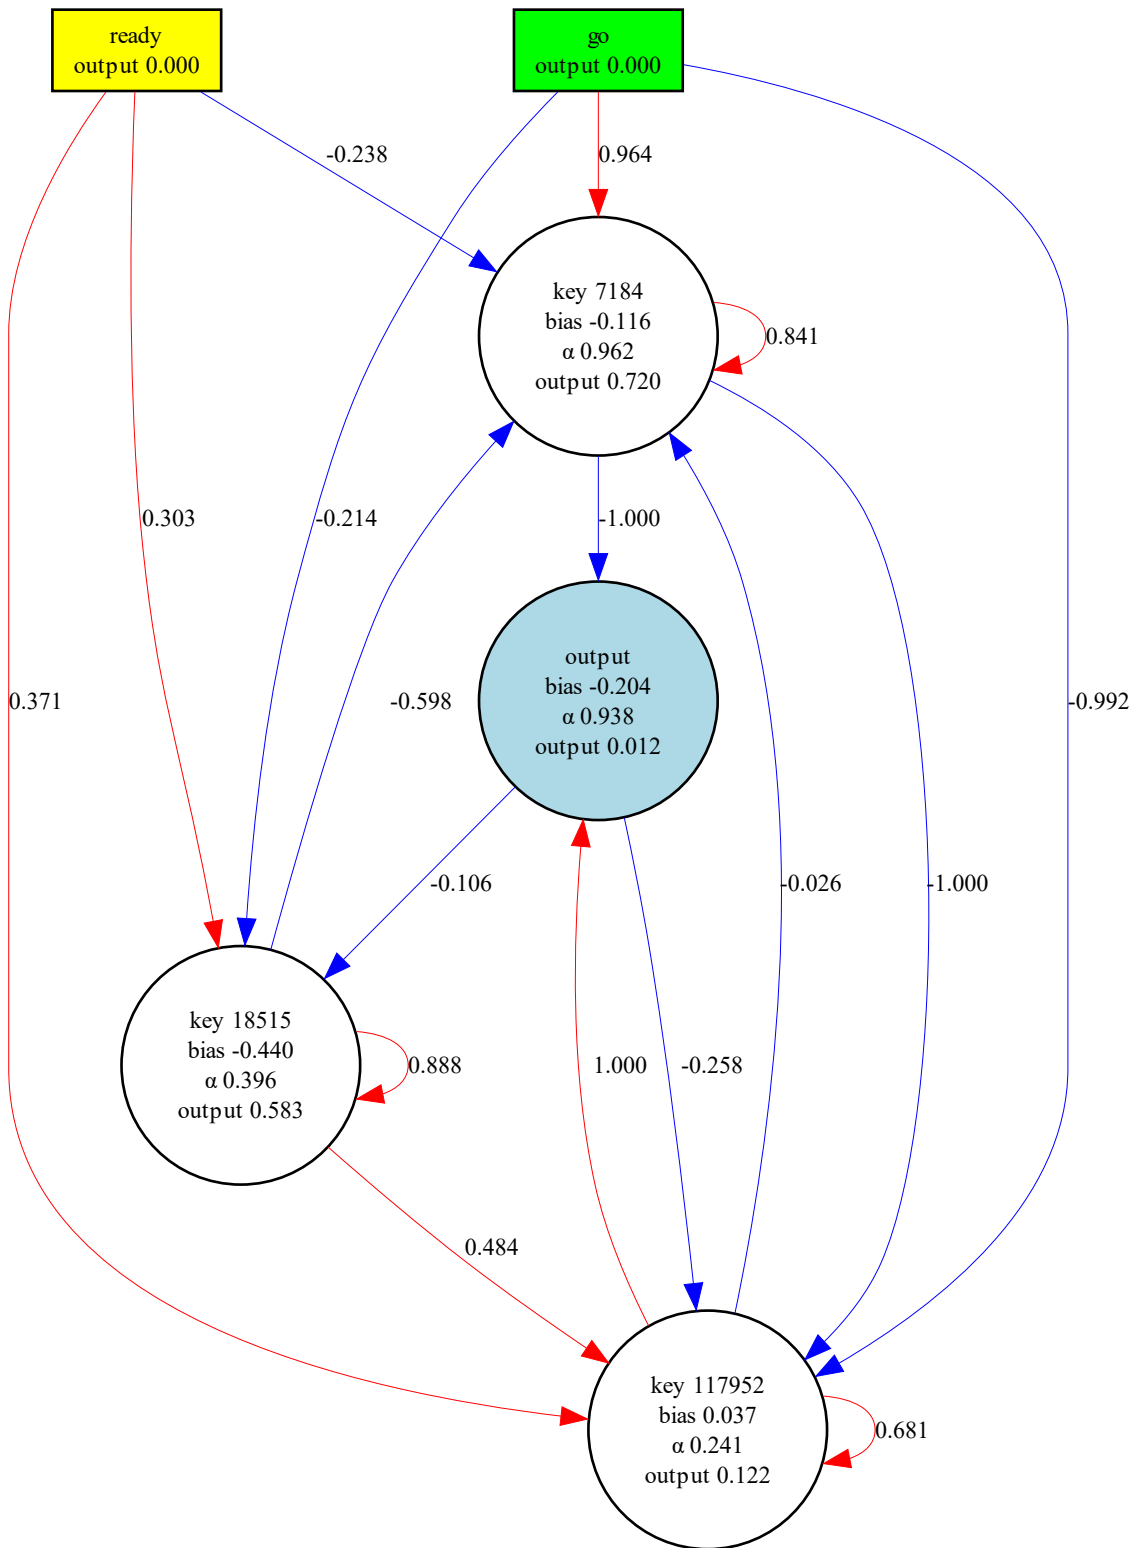 ready
output 0.000
go
output 0.000
-0.238
0.964
key 7184
bias -0.116
α 0.962
output 0.720
0.841
0.303
-0.214
-1.000
output
bias -0.204
α 0.938
output 0.012
0.371
-0.598
-0.992
-0.106
-0.026
-1.000
key 18515
bias -0.440
α 0.396
output 0.583
0.888
1.000
-0.258
0.484
key 117952
bias 0.037
α 0.241
output 0.122
0.681